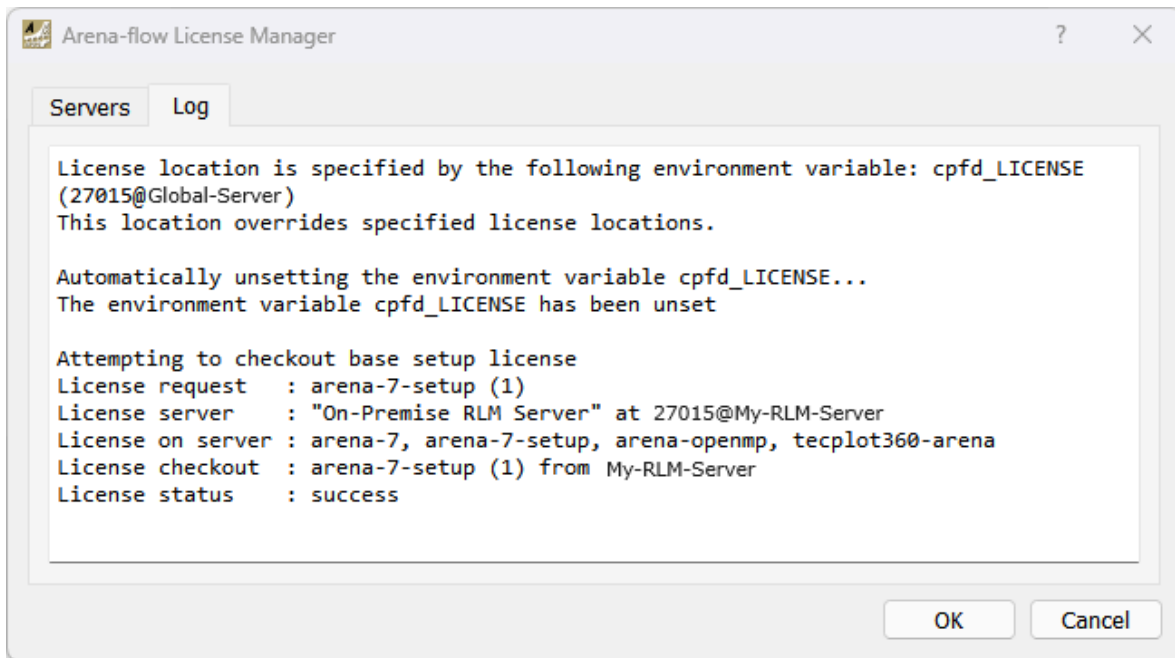 Arena-flow License Manager ?
Servers Log
License location is specified by the following environment variable: cpfd_LICENSE
(27015@Global-Server)
This location overrides specified license locations.
Automatically unsetting the environment variable cpfd_LICENSE...
The environment variable cpfd_LICENSE has been unset
Attempting to checkout base setup license
License request : arena-7-setup (1)
License server : "On-Premise RLM Server" at 27015@My-RLM-Server
License on server : arena-7, arena-7-setup, arena-openmp, tecplot360-arena
License checkout : arena-7-setup (1) from My-RLM-Server
License status : success
OK Cancel